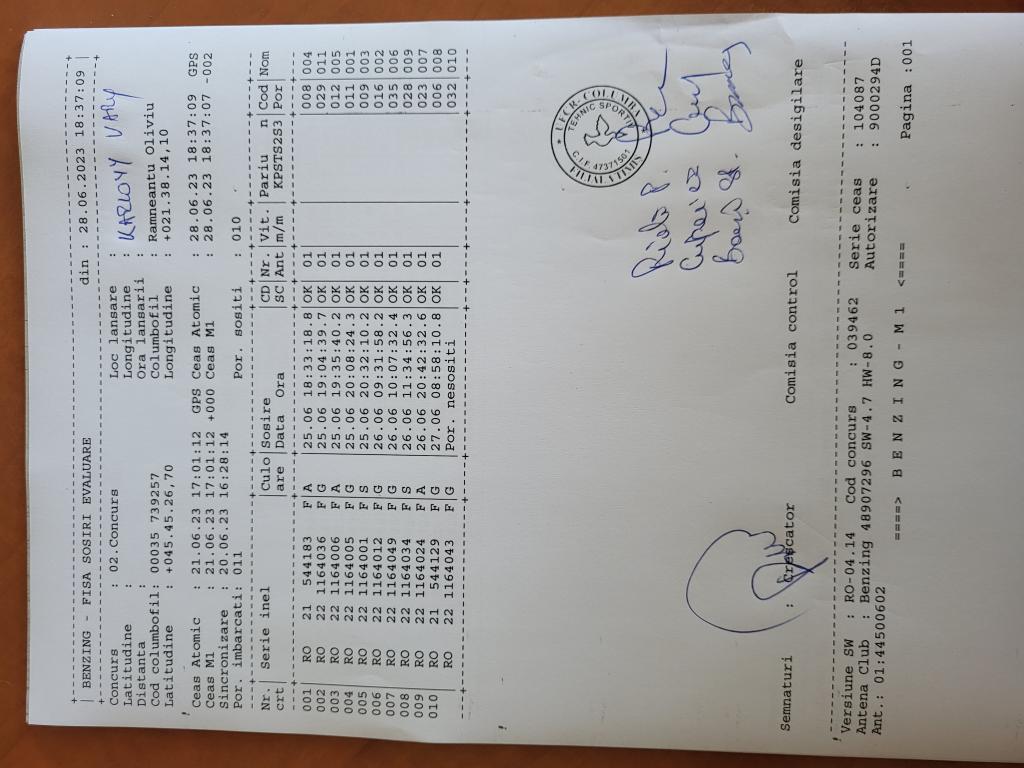 | BENZING - FISA SOSIRI EVALUARE din : 28.06.2023 18:37:09 |
Concurs : 02.Concurs Loc lansare : KARLOVY VARY
Latitudine : Longitudine :
Distanta : Ora lansarii :
Cod columbofil: 00035 739257 Columbofil : Ramneantu Oliviu
Latitudine : +045.45.26,70 Longitudine : +021.38.14,10
Ceas Atomic : 21.06.23 17:01:12 GPS Ceas Atomic : 28.06.23 18:37:09 GPS
Ceas M1 : 21.06.23 17:01:12 +000 Ceas M1 : 28.06.23 18:37:07 -002
Sincronisare : 20.06.23 16:28:14
Por. imbarcati: 011 Por. sositi : 010
Nr. | Serie inel |Culo|Sosire |CD|Nr. |Vit.|Pariu n|Cod|Nom
crt | |are |Data Ora |SC|Ant |m/m | KPSTS2S3|Por|
001 | RO 21 544183 F A |25.06 18:33:18.8|OK| 01 | | |008|004
002 | RO 22 1164036 F G |25.06 19:04:39.7|OK| 01 | | |029|011
003 | RO 22 1164006 F A |25.06 19:35:40.2|OK| 01 | | |012|005
004 | RO 22 1164005 F G |25.06 20:08:24.3|OK| 01 | | |011|001
005 | RO 22 1164001 F S |25.06 20:32:10.2|OK| 01 | | |009|003
006 | RO 22 1164012 F G |26.06 09:31:58.2|OK| 01 | | |016|002
007 | RO 22 1164049 F G |26.06 10:07:32.4|OK| 01 | | |035|006
008 | RO 22 1164034 F S |26.06 11:34:56.3|OK| 01 | | |028|009
009 | RO 22 1164024 F A |26.06 20:42:32.6|OK| 01 | | |023|007
010 | RO 21 544129 F G |27.06 08:58:10.8|OK| 01 | | |006|008
| RO 22 1164043 F G |Por. nesositi | | | | |032|010
COLUMBA
TEHNIC SPORTIV
C.I.F. 47371501
FILIALA TIMIS
Semnaturi : Crescator Comisia control Comisia desigilare
Versiune SW : RO-04.14 Cod concurs : 039462 Serie ceas : 104087
Antena Club : Benzing 48907296 SW-4.7 HW-8.0 Autorizare : 9000294D
Ant.: 01:44500602
====> B E N Z I N G - M 1 <==== Pagina :001